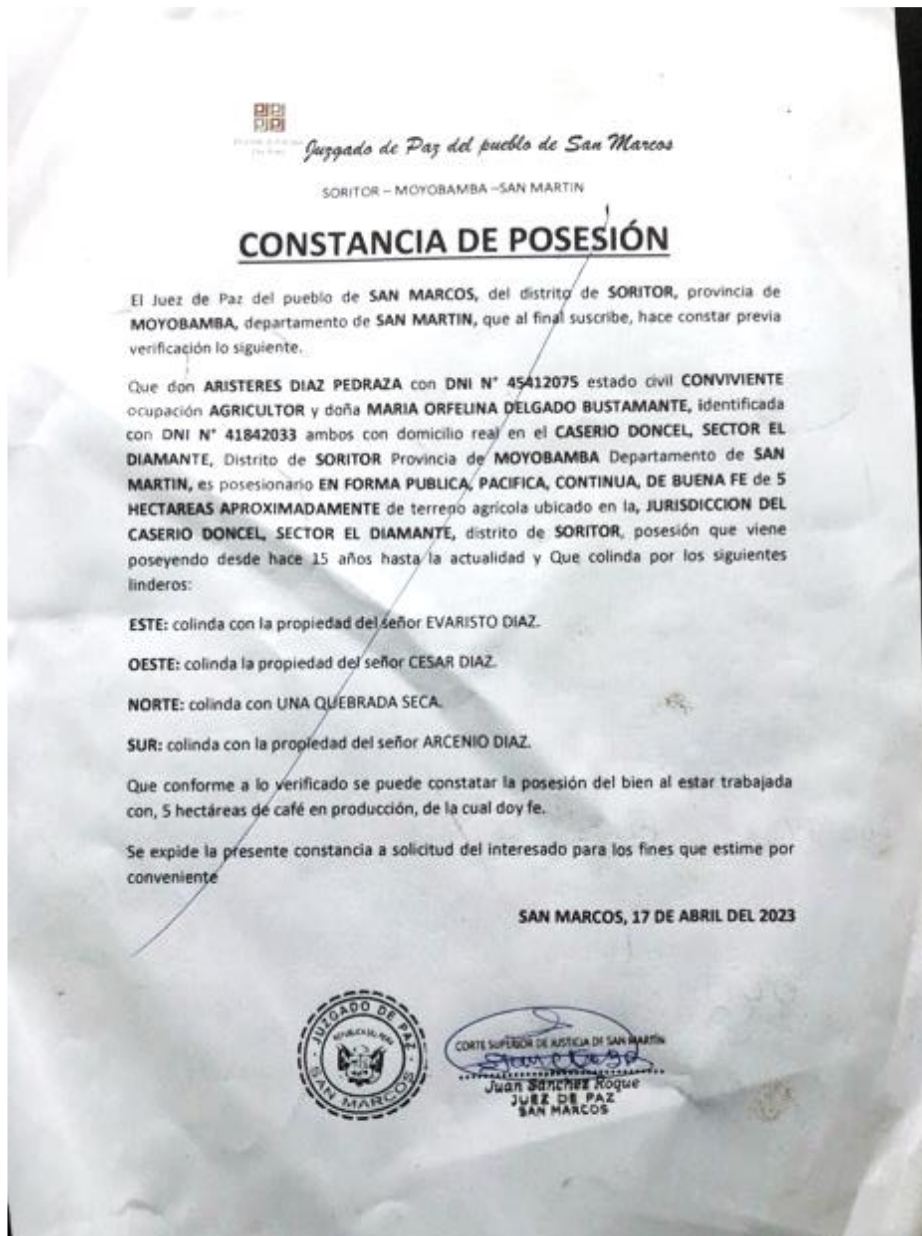 Juzgado de Paz del pueblo de San Marcos
SORITOR – MOYOBAMBA –SAN MARTIN
CONSTANCIA DE POSESIÓN
El Juez de Paz del pueblo de SAN MARCOS, del distrito de SORITOR, provincia de
MOYOBAMBA, departamento de SAN MARTIN, que al final suscribe, hace constar previa
verificación lo siguiente.
Que don ARISTERES DIAZ PEDRAZA con DNI N° 45412075 estado civil CONVIVIENTE
ocupación AGRICULTOR y doña MARIA ORFELINA DELGADO BUSTAMANTE, identificada
con DNI N° 41842033 ambos con domicilio real en el CASERIO DONCEL, SECTOR EL
DIAMANTE, Distrito de SORITOR Provincia de MOYOBAMBA Departamento de SAN
MARTIN, es posesionario EN FORMA PUBLICA, PACIFICA, CONTINUA, DE BUENA FE de 5
HECTAREAS APROXIMADAMENTE de terreno agrícola ubicado en la, JURISDICCION DEL
CASERIO DONCEL, SECTOR EL DIAMANTE, distrito de SORITOR, posesión que viene
poseyendo desde hace 15 años hasta la actualidad y Que colinda por los siguientes
linderos:
ESTE: colinda con la propiedad del señor EVARISTO DIAZ.
OESTE: colinda la propiedad del señor CESAR DIAZ.
NORTE: colinda con UNA QUEBRADA SECA.
SUR: colinda con la propiedad del señor ARCENIO DIAZ.
Que conforme a lo verificado se puede constatar la posesión del bien al estar trabajada
con, 5 hectáreas de café en producción, de la cual doy fe.
Se expide la presente constancia a solicitud del interesado para los fines que estime por
conveniente
SAN MARCOS, 17 DE ABRIL DEL 2023
JUZGADO DE PAZ
REPUBLICA DEL PERU
SAN MARCOS
CORTE SUPERIOR DE JUSTICIA DE SAN MARTÍN
Juan Sanchez Roque
JUEZ DE PAZ
SAN MARCOS